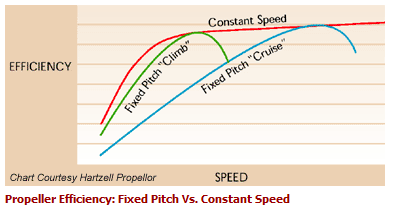 Constant Speed
EFFICIENCY
Fixed Pitch "Climb"
Fixed Pitch "Cruise"
Chart Courtesy Hartzell Propellor
SPEED
Propeller Efficiency: Fixed Pitch Vs. Constant Speed